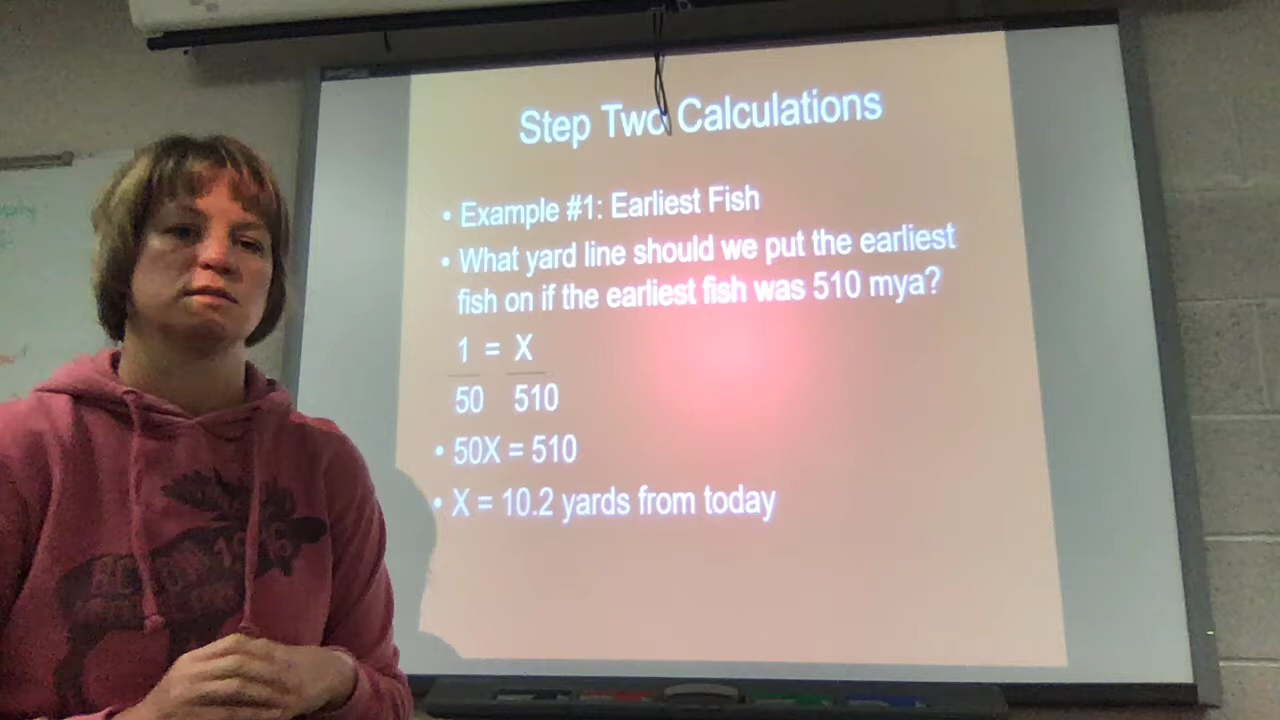 Step Two Calculations
• Example #1: Earliest Fish
• What yard line should we put the earliest
fish on if the earliest fish was 510 mya?
1 = X
50 510
• 50X = 510
• X = 10.2 yards from today